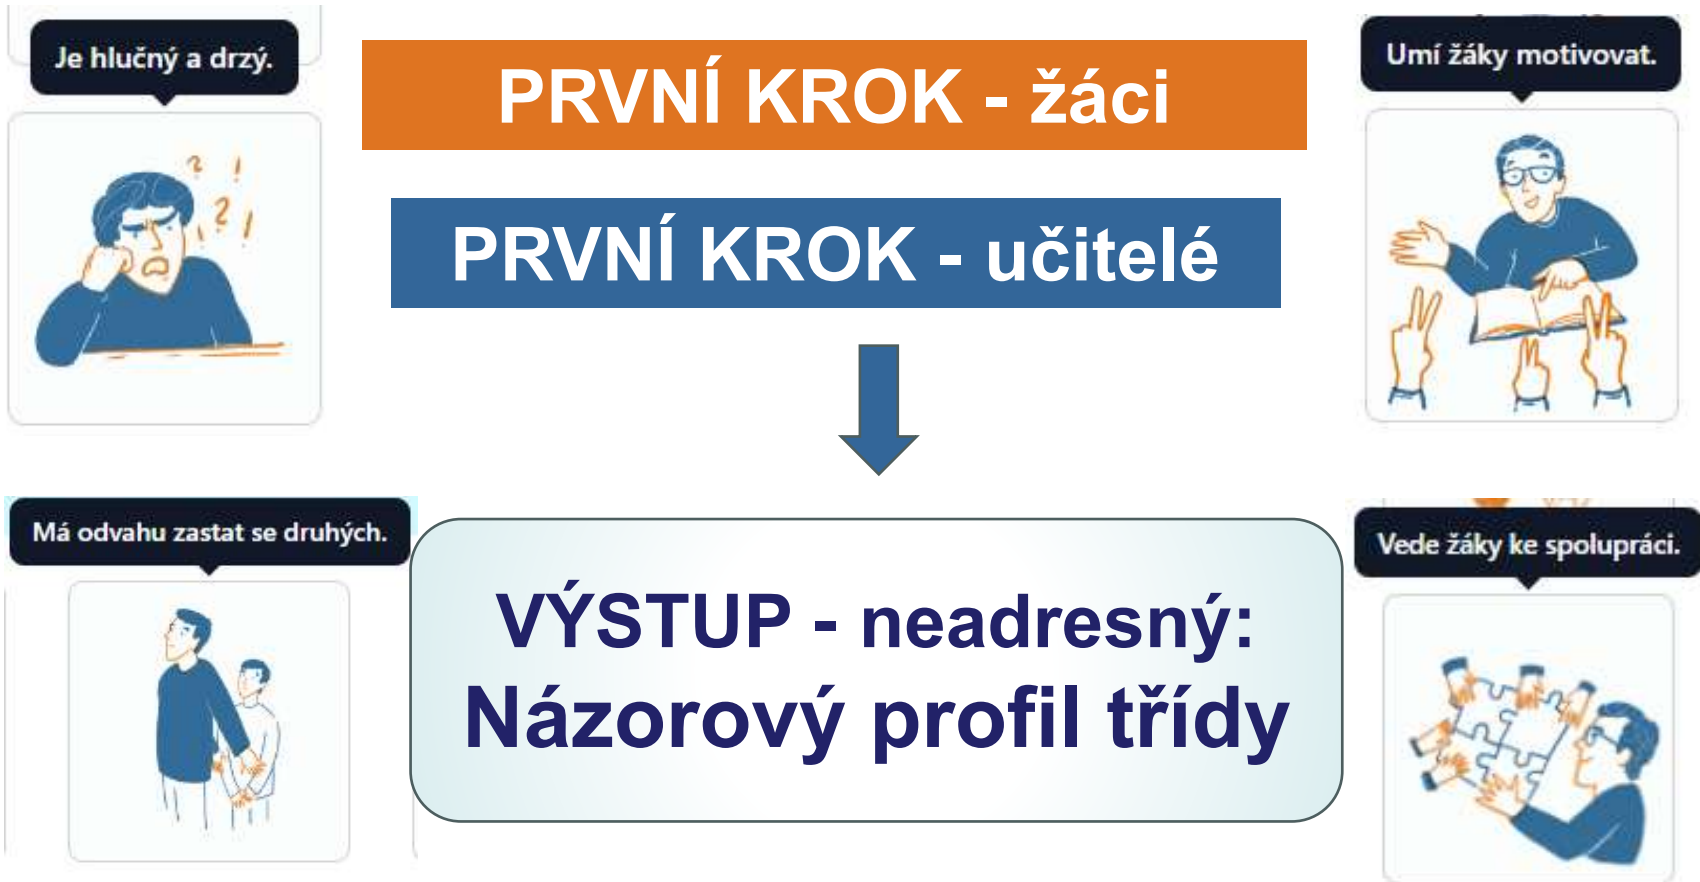 Je hlučný a drzý.
PRVNÍ KROK - žáci
Umí žáky motivovat.
PRVNÍ KROK - učitelé
Má odvahu zastat se druhých.
VÝSTUP - neadresný:
Názorový profil třídy
Vede žáky ke spolupráci.